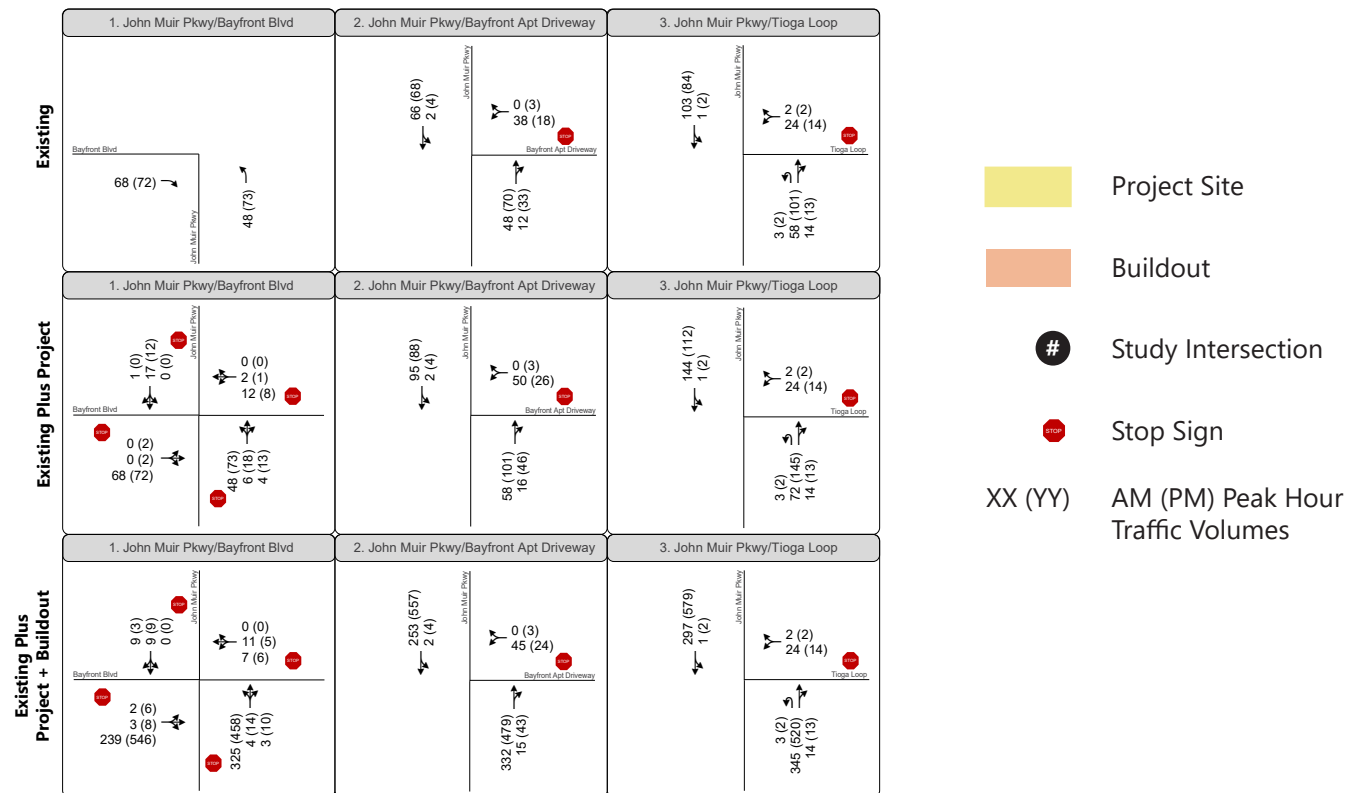 1. John Muir Pkwy/Bayfront Blvd
2. John Muir Pkwy/Bayfront Apt Driveway
3. John Muir Pkwy/Tioga Loop
Existing
Bayfront Blvd
68 (72)
John Muir Pkwy
48 (73)
66 (68)
2 (4)
John Muir Pkwy
0 (3)
38 (18)
STOP
Bayfront Apt Driveway
48 (70)
12 (33)
103 (84)
1 (2)
John Muir Pkwy
2 (2)
24 (14)
STOP
Tioga Loop
3 (2)
58 (101)
14 (13)
1. John Muir Pkwy/Bayfront Blvd
2. John Muir Pkwy/Bayfront Apt Driveway
3. John Muir Pkwy/Tioga Loop
Existing Plus Project
1 (0)
17 (12)
0 (0)
STOP
John Muir Pkwy
0 (0)
2 (1)
12 (8)
STOP
Bayfront Blvd
STOP
0 (2)
0 (2)
68 (72)
48 (73)
6 (18)
4 (13)
STOP
95 (88)
2 (4)
John Muir Pkwy
0 (3)
50 (26)
STOP
Bayfront Apt Driveway
58 (101)
16 (46)
144 (112)
1 (2)
John Muir Pkwy
2 (2)
24 (14)
STOP
Tioga Loop
3 (2)
72 (145)
14 (13)
1. John Muir Pkwy/Bayfront Blvd
2. John Muir Pkwy/Bayfront Apt Driveway
3. John Muir Pkwy/Tioga Loop
Existing Plus
Project + Buildout
9 (3)
9 (9)
0 (0)
STOP
John Muir Pkwy
0 (0)
11 (5)
7 (6)
STOP
Bayfront Blvd
STOP
2 (6)
3 (8)
239 (546)
325 (458)
4 (14)
3 (10)
STOP
253 (557)
2 (4)
John Muir Pkwy
0 (3)
45 (24)
STOP
Bayfront Apt Driveway
332 (479)
15 (43)
297 (579)
1 (2)
John Muir Pkwy
2 (2)
24 (14)
STOP
Tioga Loop
3 (2)
345 (520)
14 (13)
Project Site
Buildout
# Study Intersection
STOP Stop Sign
XX (YY) AM (PM) Peak Hour
Traffic Volumes